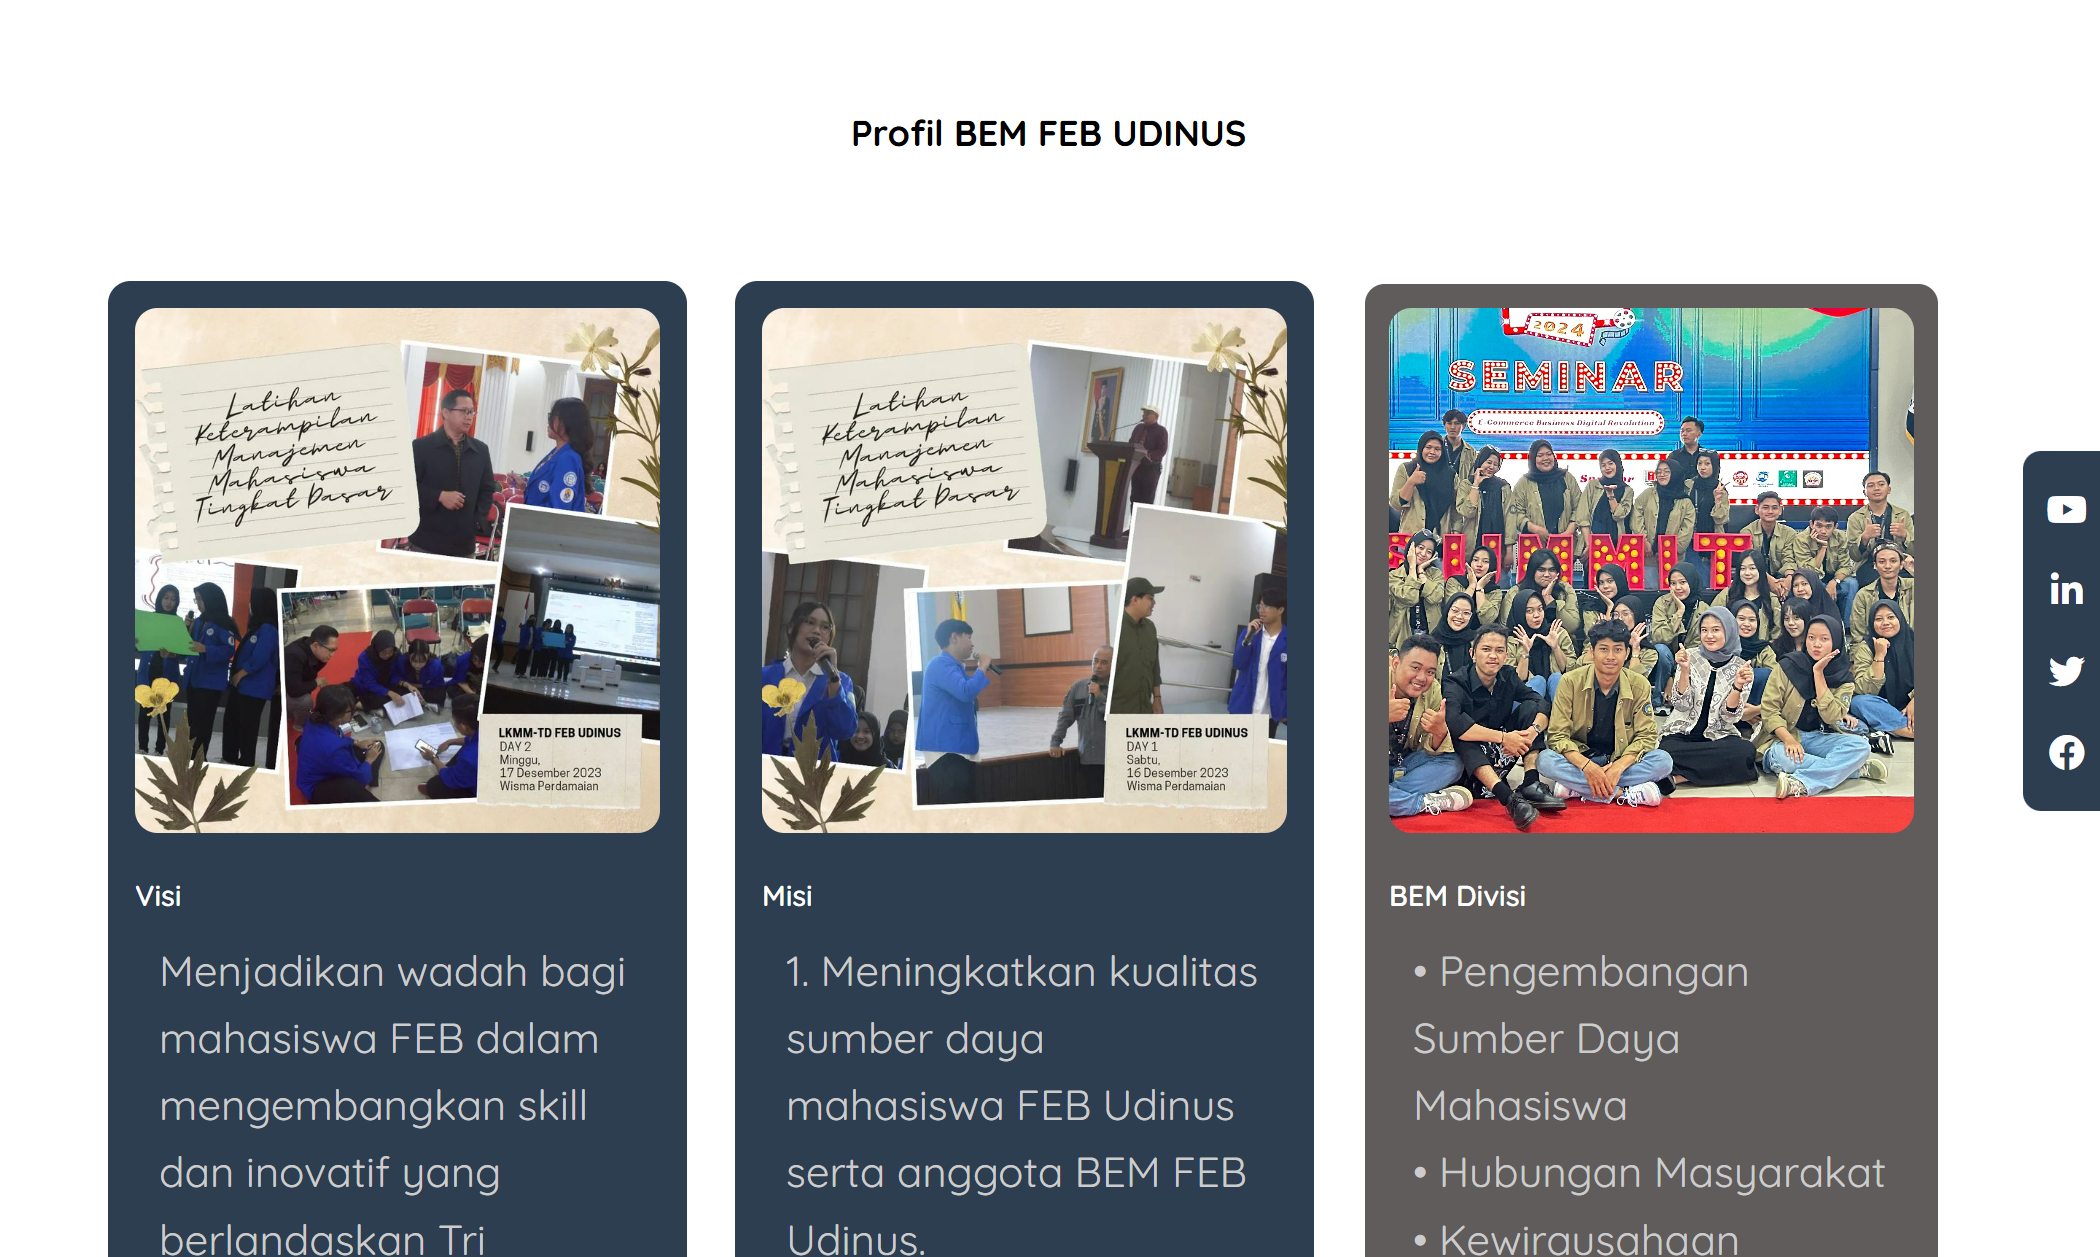 Profil BEM FEB UDINUS
Latihan
Keterampilan
Manajemen
Mahasiswa
Tingkat Dasar
LKMM-TD FEB UDINUS
DAY 2
Minggu,
17 Desember 2023
Wisma Perdamaian
Visi
Menjadikan wadah bagi
mahasiswa FEB dalam
mengembangkan skill
dan inovatif yang
berlandaskan Tri
Latihan
Keterampilan
Manajemen
Mahasiswa
Tingkat Dasar
LKMM-TD FEB UDINUS
DAY 1
Sabtu,
16 Desember 2023
Wisma Perdamaian
Misi
1. Meningkatkan kualitas
sumber daya
mahasiswa FEB Udinus
serta anggota BEM FEB
Udinus.
2024
SEMINAR
E-Commerce Business Digital Revolution
BEM Divisi
• Pengembangan
Sumber Daya
Mahasiswa
• Hubungan Masyarakat
• Kewirausahaan